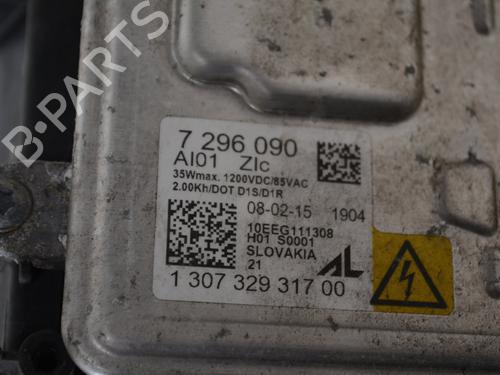 B-PARTS
7 296 090
AI01 ZIc
35Wmax. 1200VDC/85VAC
2.00Kh/DOT D1S/D1R
08-02-15 1904
10EEG111308
H01 S0001
SLOVAKIA
21
AL
1 307 329 317 00